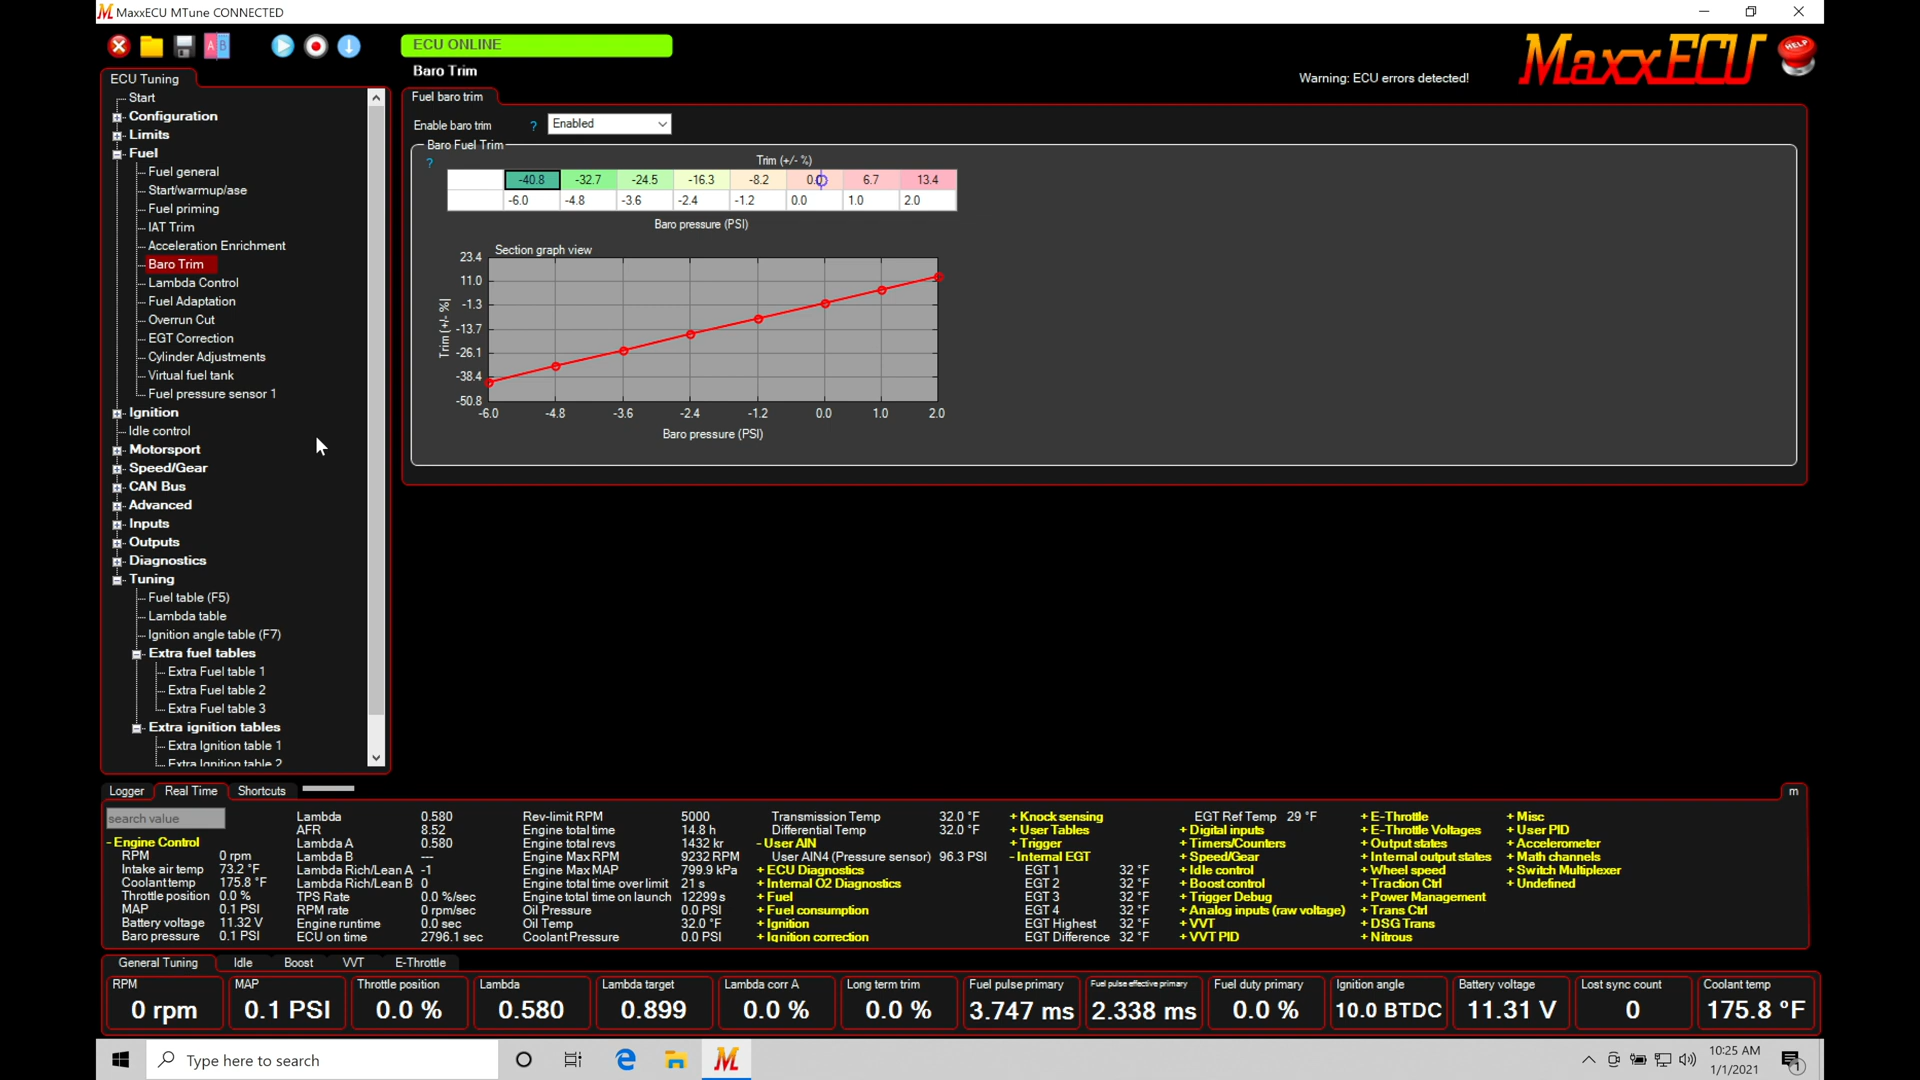 MaxxECU MTune CONNECTED
ECU ONLINE
Baro Trim
Warning: ECU errors detected!
MaxxECU
HELP
A B
ECU Tuning
Start
Configuration
Limits
Fuel
Fuel general
Start/warmup/ase
Fuel priming
IAT Trim
Acceleration Enrichment
Baro Trim
Lambda Control
Fuel Adaptation
Overrun Cut
EGT Correction
Cylinder Adjustments
Virtual fuel tank
Fuel pressure sensor 1
Ignition
Idle control
Motorsport
Speed/Gear
CAN Bus
Advanced
Inputs
Outputs
Diagnostics
Tuning
Fuel table (F5)
Lambda table
Ignition angle table (F7)
Extra fuel tables
Extra Fuel table 1
Extra Fuel table 2
Extra Fuel table 3
Extra ignition tables
Extra Ignition table 1
Extra Ignition table 2
Fuel baro trim
Enable baro trim ? Enabled
Baro Fuel Trim
?
Trim (+/- %)
-40.8 -32.7 -24.5 -16.3 -8.2 0.0 6.7 13.4
-6.0 -4.8 -3.6 -2.4 -1.2 0.0 1.0 2.0
Baro pressure (PSI)
Section graph view
23.4
11.0
-1.3
-13.7
-26.1
-38.4
-50.8
Trim (+/- %)
-6.0 -4.8 -3.6 -2.4 -1.2 0.0 1.0 2.0
Baro pressure (PSI)
Logger Real Time Shortcuts m
search value
- Engine Control
RPM 0 rpm
Intake air temp 73.2 °F
Coolant temp 175.8 °F
Throttle position 0.0 %
MAP 0.1 PSI
Battery voltage 11.32 V
Baro pressure 0.1 PSI
Lambda 0.580
AFR 8.52
Lambda A 0.580
Lambda B ---
Lambda Rich/Lean A -1
Lambda Rich/Lean B 0
TPS Rate 0.0 %/sec
RPM rate 0 rpm/sec
Engine runtime 0.0 sec
ECU on time 2796.1 sec
Rev-limit RPM 5000
Engine total time 14.8 h
Engine total revs 1432 kr
Engine Max RPM 9232 RPM
Engine Max MAP 799.9 kPa
Engine total time over limit 21 s
Engine total time on launch 12299 s
Oil Pressure 0.0 PSI
Oil Temp 32.0 °F
Coolant Pressure 0.0 PSI
Transmission Temp 32.0 °F
Differential Temp 32.0 °F
- User AIN
User AIN4 (Pressure sensor) 96.3 PSI
+ ECU Diagnostics
+ Internal O2 Diagnostics
+ Fuel
+ Fuel consumption
+ Ignition
+ Ignition correction
+ Knock sensing
+ User Tables
+ Trigger
- Internal EGT
EGT 1 32 °F
EGT 2 32 °F
EGT 3 32 °F
EGT 4 32 °F
EGT Highest 32 °F
EGT Difference 32 °F
EGT Ref Temp 29 °F
+ Digital inputs
+ Timers/Counters
+ Speed/Gear
+ Idle control
+ Boost control
+ Trigger Debug
+ Analog inputs (raw voltage)
+ VVT
+ VVT PID
+ E-Throttle
+ E-Throttle Voltages
+ Output states
+ Internal output states
+ Wheel speed
+ Traction Ctrl
+ Power Management
+ Trans Ctrl
+ DSG Trans
+ Nitrous
+ Misc
+ User PID
+ Accelerometer
+ Math channels
+ Switch Multiplexer
+ Undefined
General Tuning Idle Boost VVT E-Throttle
RPM
0 rpm
MAP
0.1 PSI
Throttle position
0.0 %
Lambda
0.580
Lambda target
0.899
Lambda corr A
0.0 %
Long term trim
0.0 %
Fuel pulse primary
3.747 ms
Fuel pulse effective primary
2.338 ms
Fuel duty primary
0.0 %
Ignition angle
10.0 BTDC
Battery voltage
11.31 V
Lost sync count
0
Coolant temp
175.8 °F
Type here to search
10:25 AM
1/1/2021
1